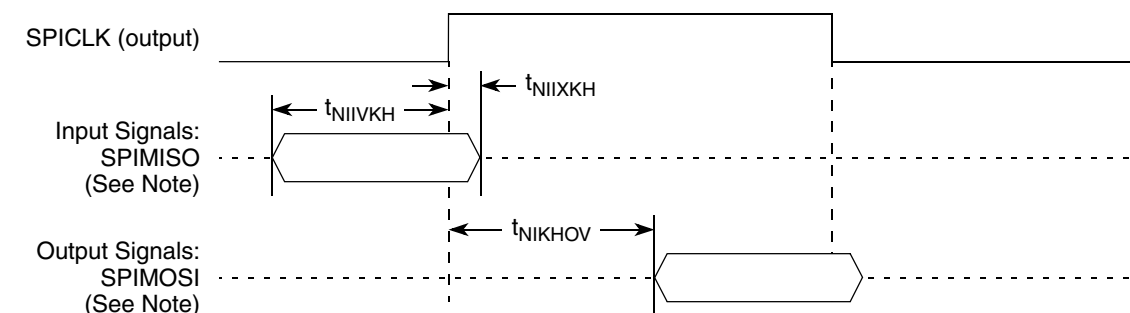 SPICLK (output)
tNIIXKH
tNIIVKH
Input Signals:
SPIMISO
(See Note)
tNIKHOV
Output Signals:
SPIMOSI
(See Note)